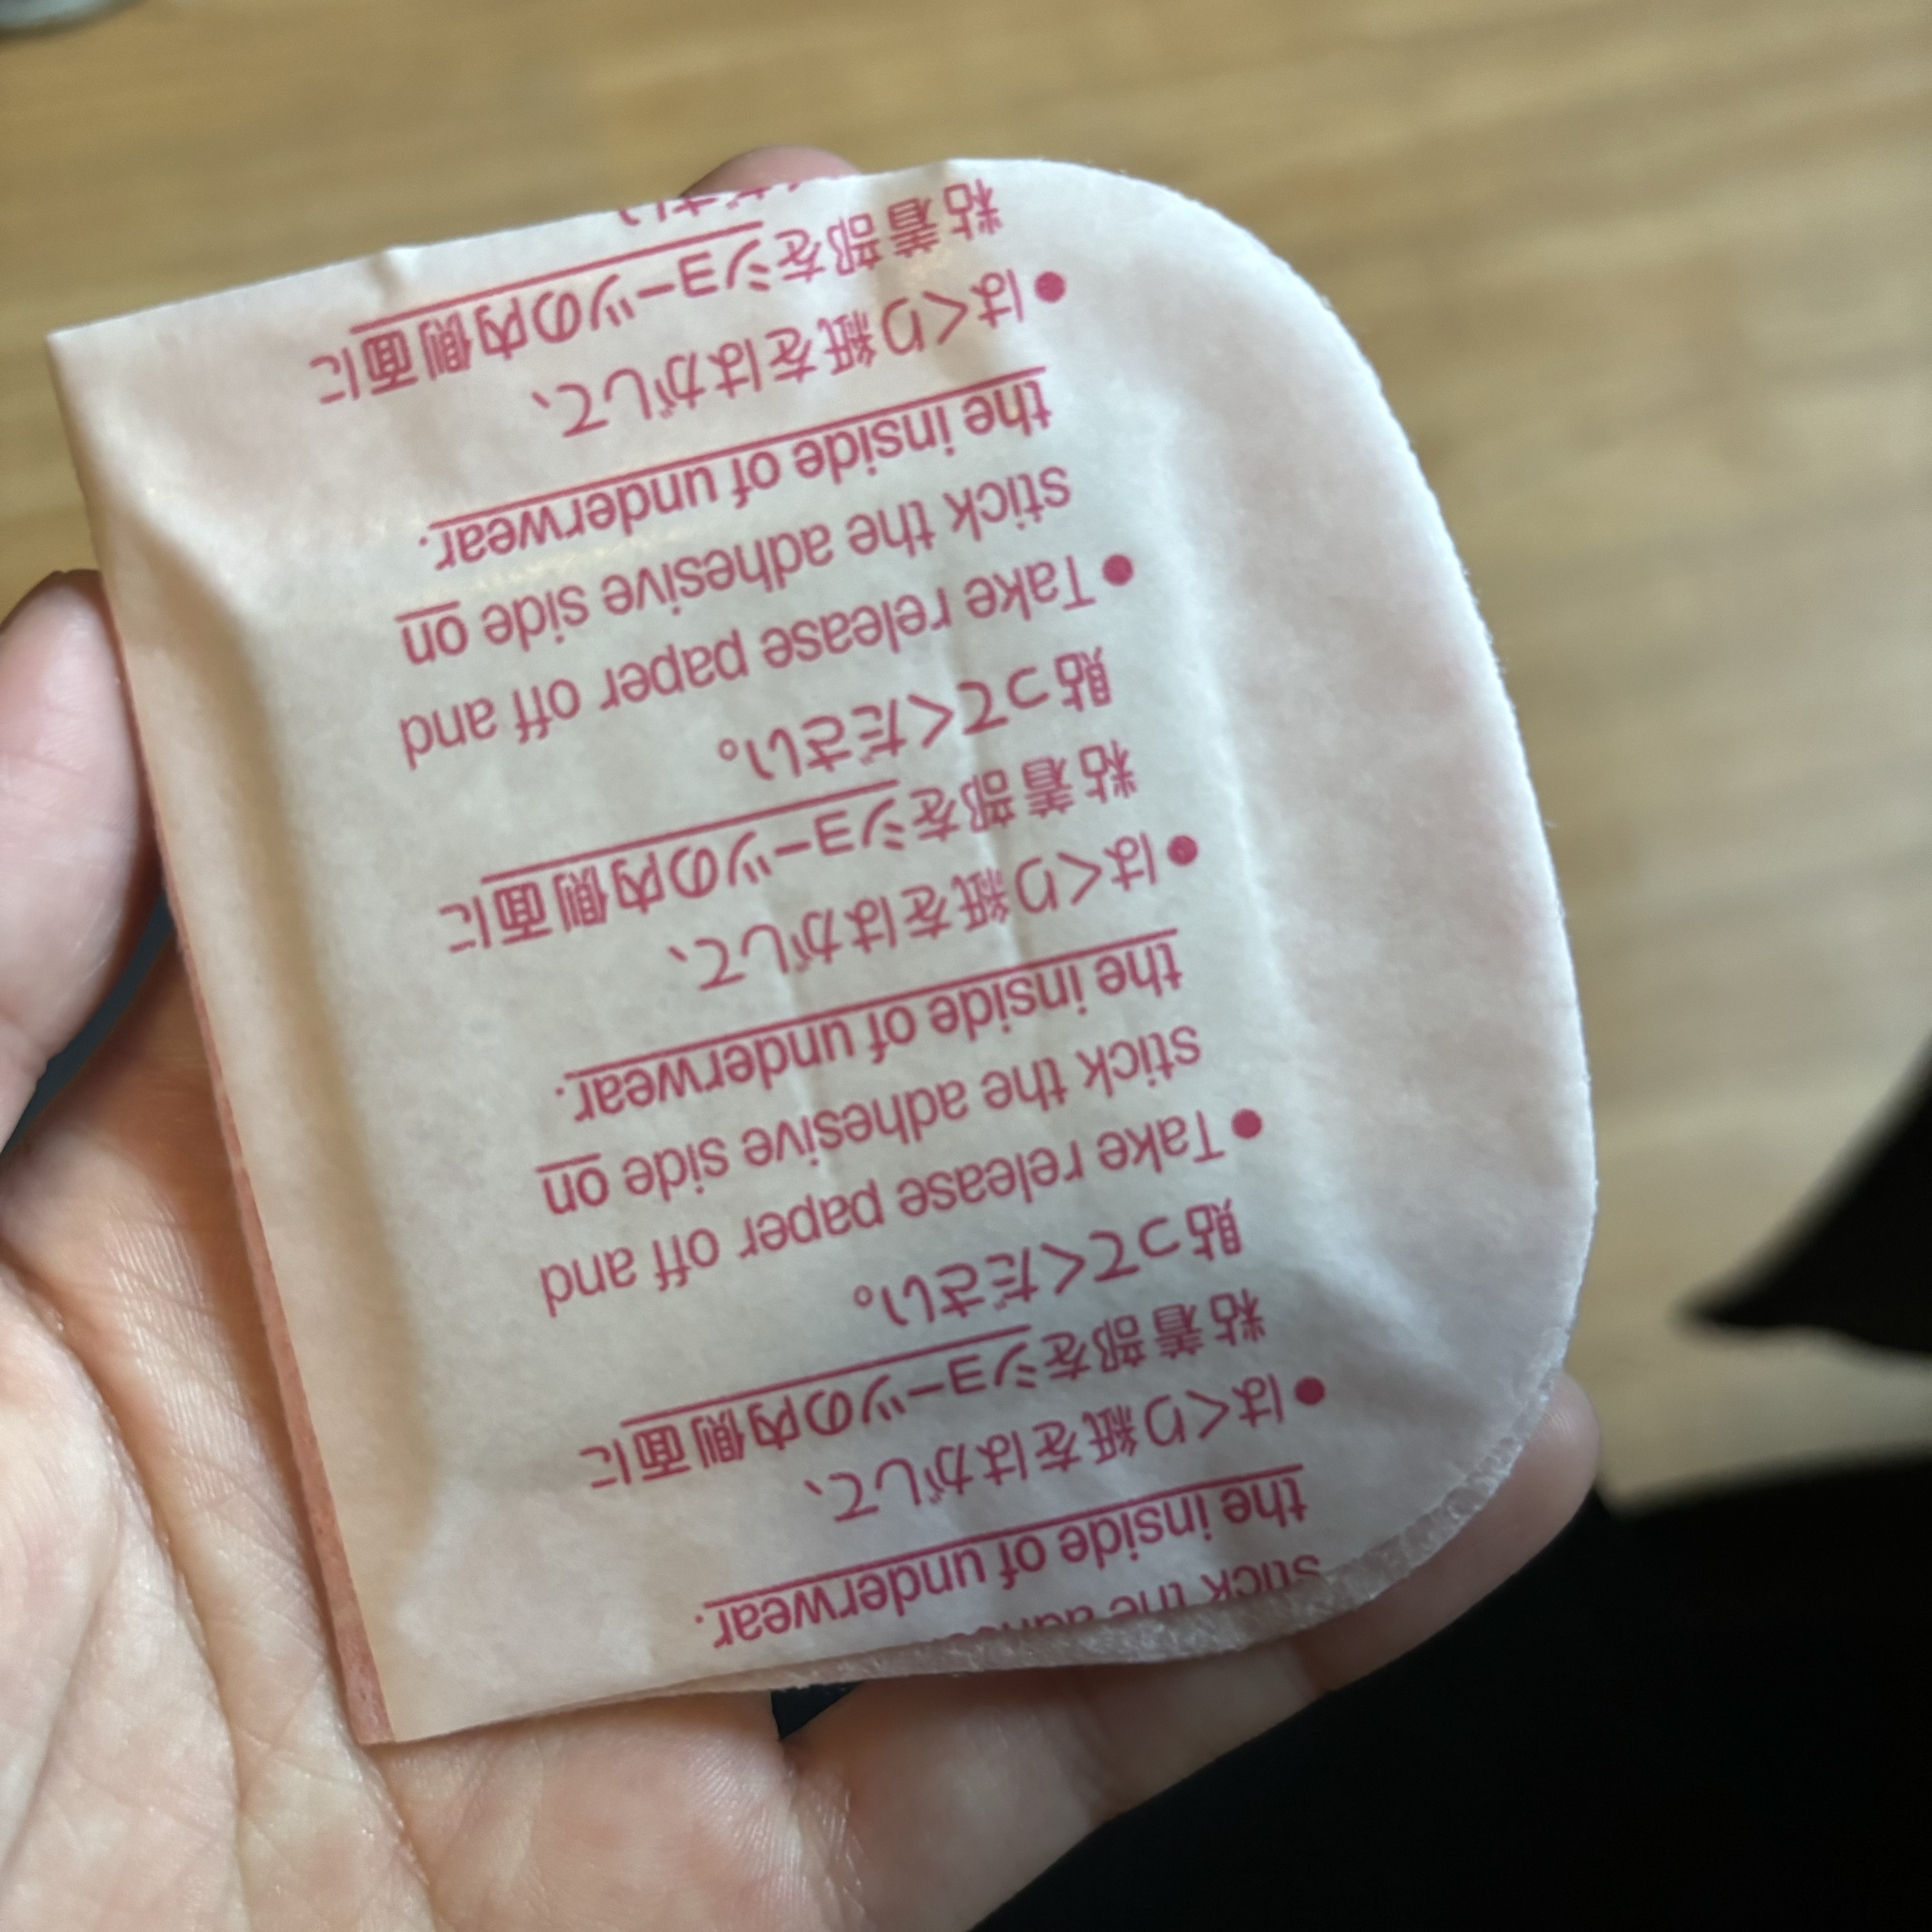 stick the
the inside of underwear.
●はくり紙をはがして、
粘着部をショーツの内側面に
貼ってください。
●Take release paper off and
stick the adhesive side on
the inside of underwear.
●はくり紙をはがして、
粘着部をショーツの内側面に
貼ってください。
●Take release paper off and
stick the adhesive side on
the inside of underwear.
●はくり紙をはがして、
粘着部をショーツの内側面に